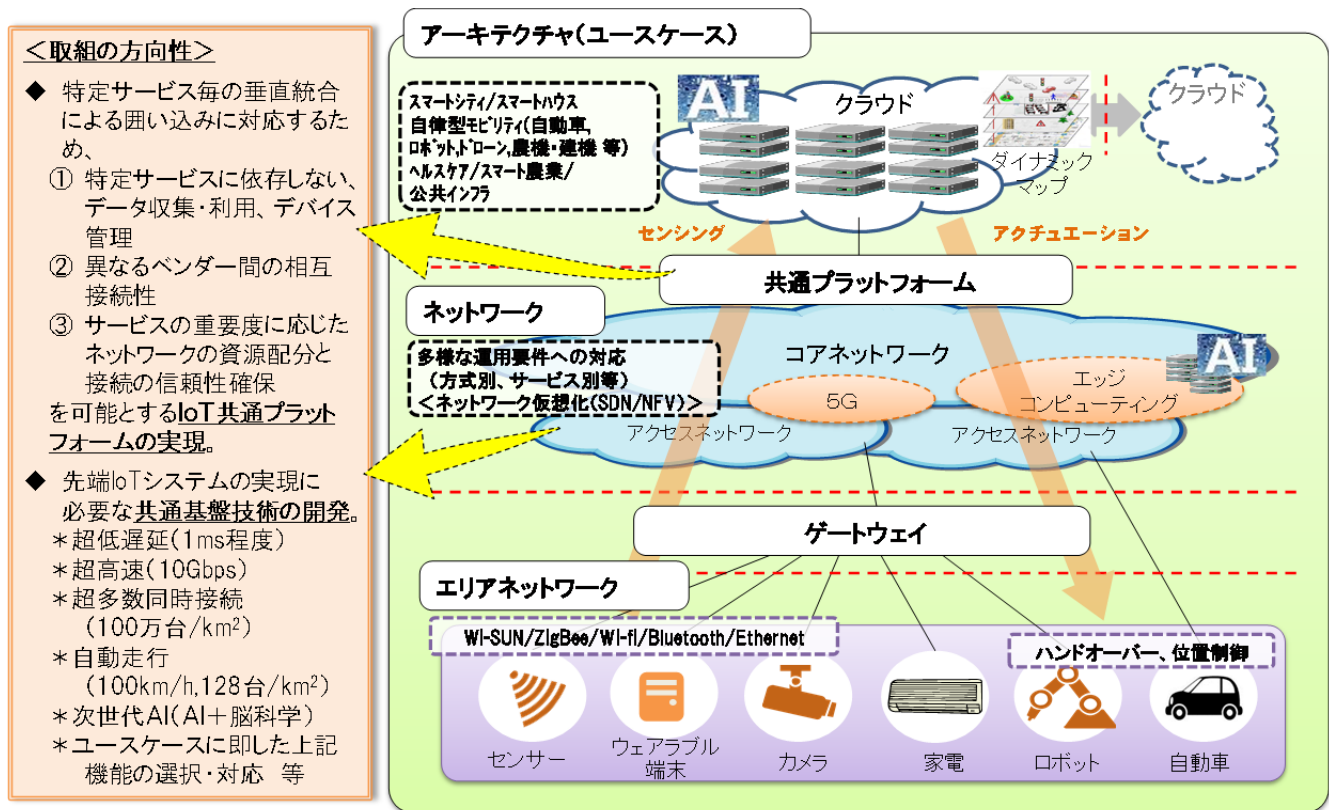 ＜取組の方向性＞
◆ 特定サービス毎の垂直統合
による囲い込みに対応するた
め、
① 特定サービスに依存しない、
データ収集・利用、デバイス
管理
② 異なるベンダー間の相互
接続性
③ サービスの重要度に応じた
ネットワークの資源配分と
接続の信頼性確保
を可能とするIoT共通プラット
フォームの実現。
◆ 先端IoTシステムの実現に
必要な共通基盤技術の開発。
＊超低遅延(1ms程度)
＊超高速(10Gbps)
＊超多数同時接続
(100万台/km²)
＊自動走行
(100km/h,128台/km²)
＊次世代AI(AI＋脳科学)
＊ユースケースに即した上記
機能の選択・対応 等
アーキテクチャ(ユースケース)
スマートシティ/スマートハウス
自律型モビリティ(自動車,
ロボット,ドローン,農機・建機 等)
ヘルスケア/スマート農業/
公共インフラ
AI
クラウド
ダイナミック
マップ
クラウド
センシング
アクチュエーション
共通プラットフォーム
ネットワーク
多様な運用要件への対応
(方式別、サービス別等)
＜ネットワーク仮想化(SDN/NFV)＞
コアネットワーク
AI
5G
エッジ
コンピューティング
アクセスネットワーク
アクセスネットワーク
ゲートウェイ
エリアネットワーク
Wi-SUN/ZigBee/Wi-fi/Bluetooth/Ethernet
ハンドオーバー、位置制御
センサー
ウェアラブル
端末
カメラ
家電
ロボット
自動車